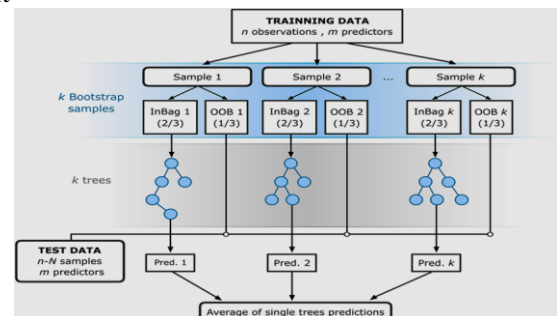 TRAINNING DATA
n observations , m predictors
Sample 1
Sample 2
...
Sample k
k Bootstrap
samples
InBag 1
(2/3)
OOB 1
(1/3)
InBag 2
(2/3)
OOB 2
(1/3)
InBag k
(2/3)
OOB k
(1/3)
k trees
TEST DATA
n-N samples
m predictors
Pred. 1
Pred. 2
Pred. k
Average of single trees predictions